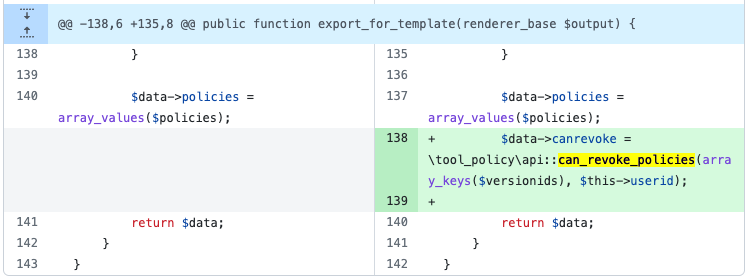 @@ -138,6 +135,8 @@ public function export_for_template(renderer_base $output) {
138 }
139
140 $data->policies =
array_values($policies);
141 return $data;
142 }
143 }
135 }
136
137 $data->policies =
array_values($policies);
138 + $data->canrevoke =
\tool_policy\api::can_revoke_policies(arra
y_keys($versionids), $this->userid);
139 +
140 return $data;
141 }
142 }